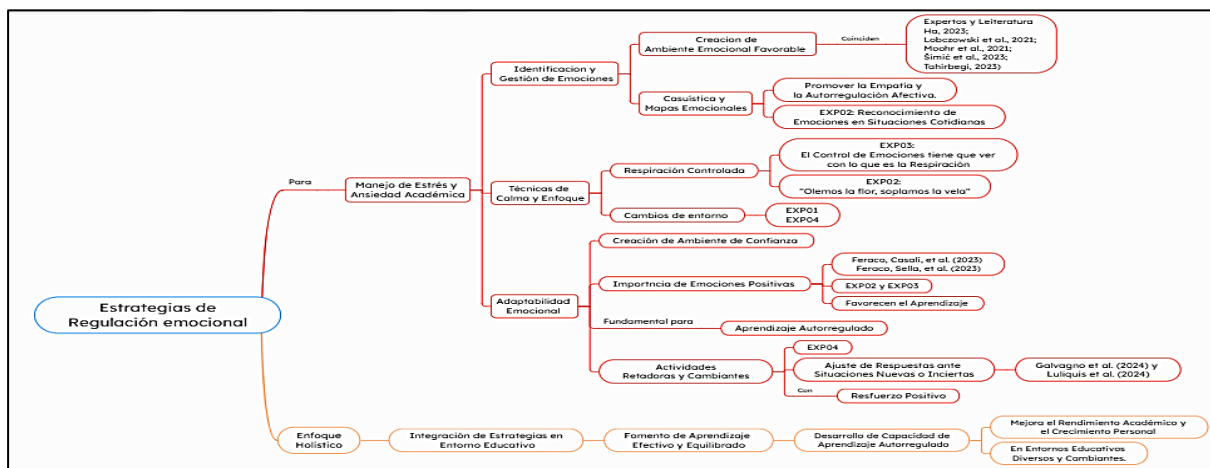 Estrategias de
Regulación emocional
Para
Manejo de Estrés y
Ansiedad Académica
Identificacion y
Gestión de Emociones
Creacion de
Ambiente Emocional Favorable
Coinciden
Expertos y Leiteratura
Ha, 2023;
Lobczowski et al., 2021;
Moohr et al., 2021;
Šimić et al., 2023;
Tahirbegi, 2023)
Casuística y
Mapas Emocionales
Promover la Empatía y
la Autorregulación Afectiva.
EXP02: Reconocimiento de
Emociones en Situaciones Cotidianas
Técnicas de
Calma y Enfoque
Respiración Controlada
EXP03:
El Control de Emociones tiene que ver
con lo que es la Respiración
EXP02:
"Olemos la flor, soplamos la vela"
Cambios de entorno
EXP01
EXP04
Adaptabilidad
Emocional
Creación de Ambiente de Confianza
Importncia de Emociones Positivas
Feraco, Casali, et al. (2023)
Feraco, Sella, et al. (2023)
EXP02 y EXP03
Favorecen el Aprendizaje
Fundamental para
Aprendizaje Autorregulado
Actividades
Retadoras y Cambiantes
EXP04
Ajuste de Respuestas ante
Situaciones Nuevas o Inciertas
Galvagno et al. (2024) y
Luliquis et al. (2024)
Con
Resfuerzo Positivo
Enfoque
Holístico
Integración de Estrategias en
Entorno Educativo
Fomento de Aprendizaje
Efectivo y Equilibrado
Desarrollo de Capacidad de
Aprendizaje Autorregulado
Mejora el Rendimiento Académico y
el Crecimiento Personal
En Entornos Educativos
Diversos y Cambiantes.